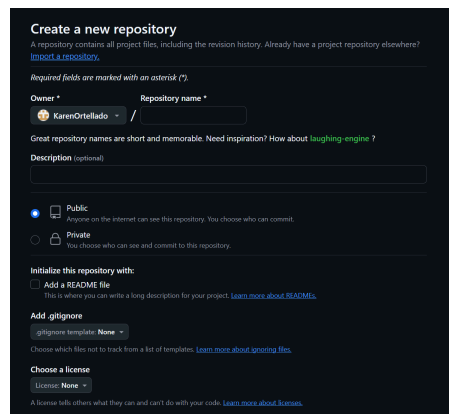 Create a new repository
A repository contains all project files, including the revision history. Already have a project repository elsewhere?
Import a repository.
Required fields are marked with an asterisk (*).
Owner * Repository name *
KarenOrtellado /
Great repository names are short and memorable. Need inspiration? How about laughing-engine ?
Description (optional)
Public
Anyone on the internet can see this repository. You choose who can commit.
Private
You choose who can see and commit to this repository.
Initialize this repository with:
Add a README file
This is where you can write a long description for your project. Learn more about READMEs.
Add .gitignore
.gitignore template: None
Choose which files not to track from a list of templates. Learn more about ignoring files.
Choose a license
License: None
A license tells others what they can and can't do with your code. Learn more about licenses.